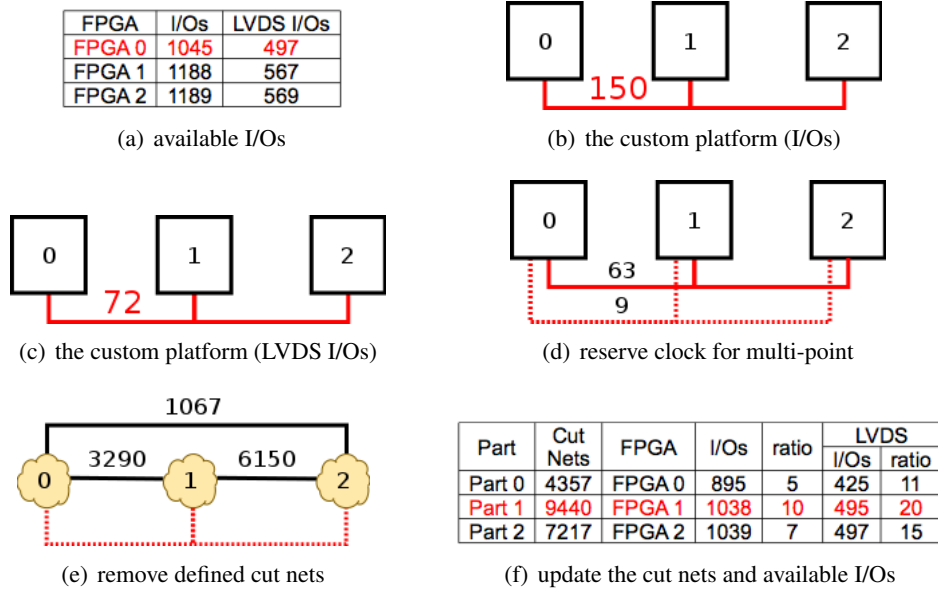 FPGA I/Os LVDS I/Os
FPGA 0 1045 497
FPGA 1 1188 567
FPGA 2 1189 569
(a) available I/Os
0 1 2
150
(b) the custom platform (I/Os)
0 1 2
72
(c) the custom platform (LVDS I/Os)
0 1 2
63
9
(d) reserve clock for multi-point
1067
3290 6150
0 1 2
(e) remove defined cut nets
Part Cut Nets FPGA I/Os ratio LVDS
I/Os ratio
Part 0 4357 FPGA 0 895 5 425 11
Part 1 9440 FPGA 1 1038 10 495 20
Part 2 7217 FPGA 2 1039 7 497 15
(f) update the cut nets and available I/Os